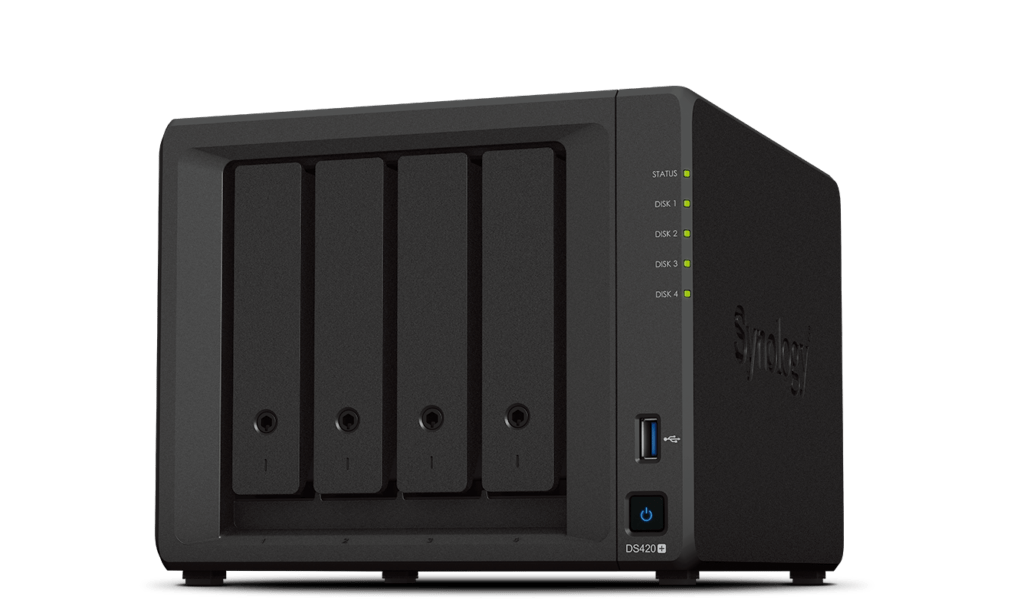 STATUS
DISK 1
DISK 2
DISK 3
DISK 4
Synology
DS420+